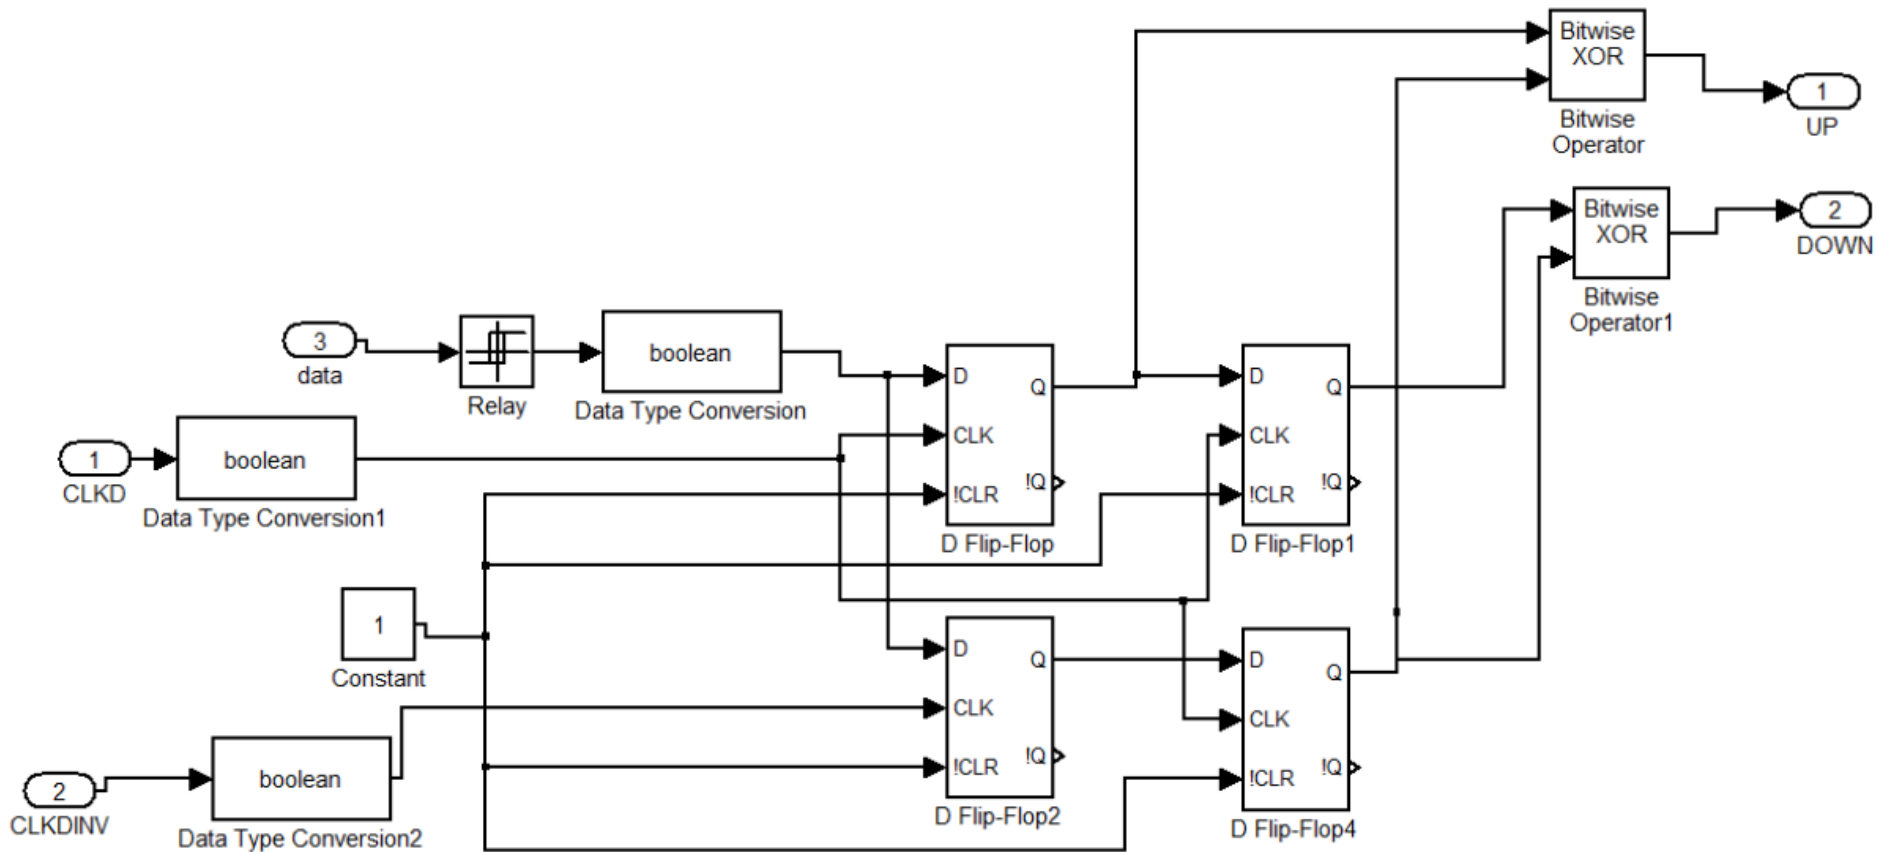 Bitwise
XOR
Bitwise
Operator
1
UP
Bitwise
XOR
Bitwise
Operator1
2
DOWN
3
data
Relay
boolean
Data Type Conversion
1
CLKD
boolean
Data Type Conversion1
D
CLK
!CLR
Q
!Q
D Flip-Flop
D
CLK
!CLR
Q
!Q
D Flip-Flop1
1
Constant
2
CLKDINV
boolean
Data Type Conversion2
D
CLK
!CLR
Q
!Q
D Flip-Flop2
D
CLK
!CLR
Q
!Q
D Flip-Flop4